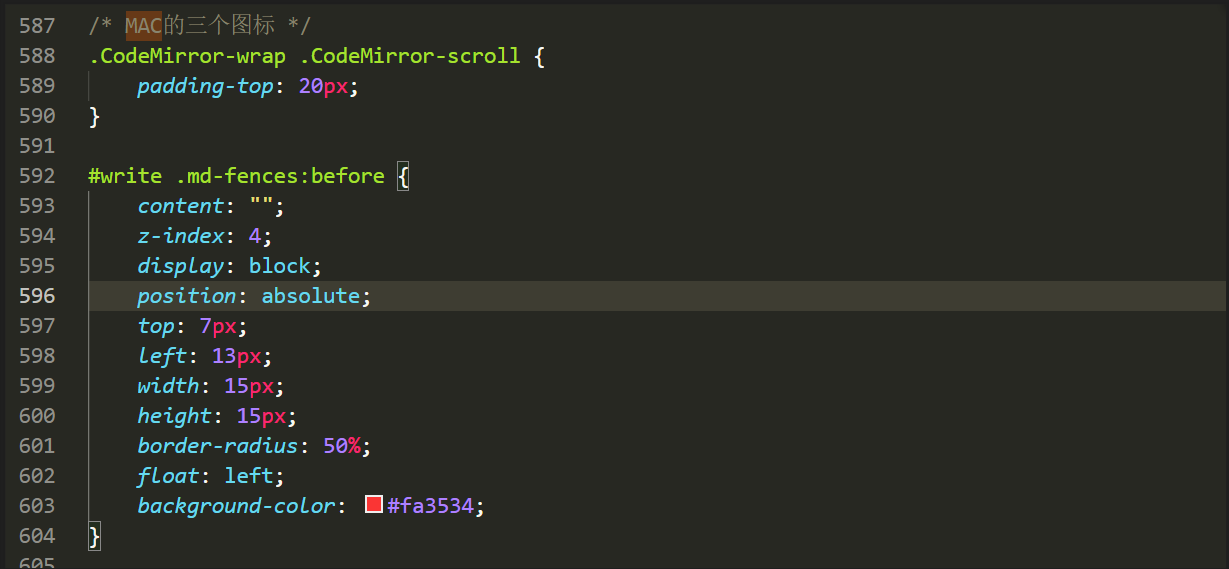 587 /* MAC的三个图标 */
588 .CodeMirror-wrap .CodeMirror-scroll {
589     padding-top: 20px;
590 }
591
592 #write .md-fences:before {
593     content: "";
594     z-index: 4;
595     display: block;
596     position: absolute;
597     top: 7px;
598     left: 13px;
599     width: 15px;
600     height: 15px;
601     border-radius: 50%;
602     float: left;
603     background-color: #fa3534;
604 }
605